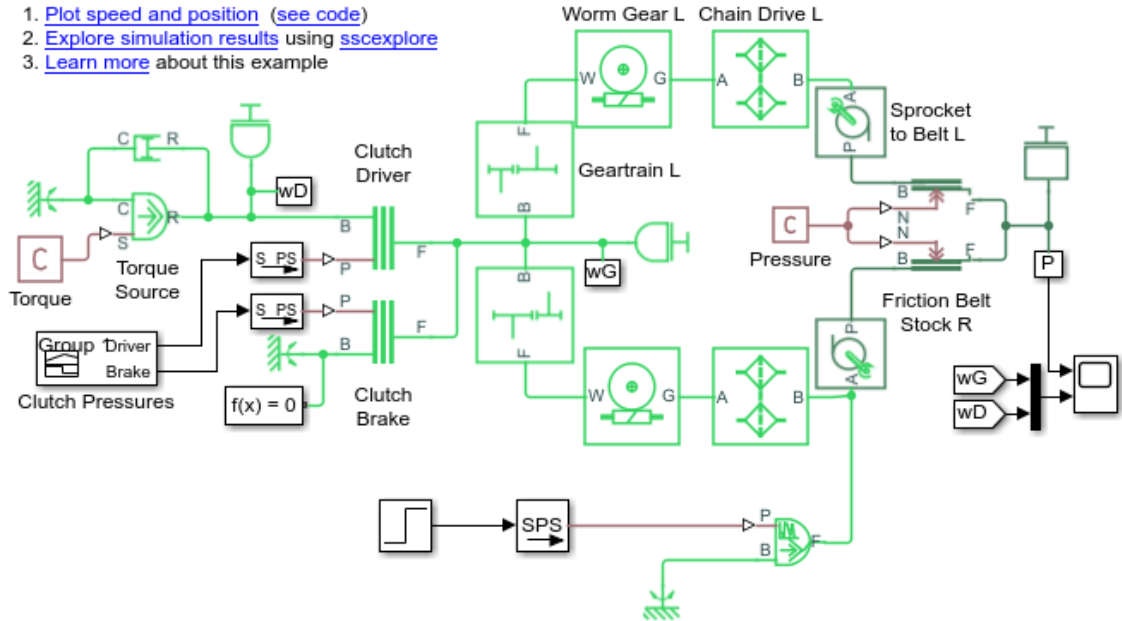 1. Plot speed and position (see code)
2. Explore simulation results using sscexplore
3. Learn more about this example
Worm Gear L
Chain Drive L
W
G
A
B
A
P
Sprocket
to Belt L
F
Geartrain L
B
C
R
C
R
S
wD
Clutch
Driver
B
F
P
C
Torque
Torque
Source
S PS
S PS
P
F
B
Group 1
Driver
Brake
Clutch Pressures
f(x) = 0
Clutch
Brake
wG
B
F
W
G
A
B
P
A
C
Pressure
B
N
F
N
B
F
Friction Belt
Stock R
P
wG
wD
SPS
P
B
F